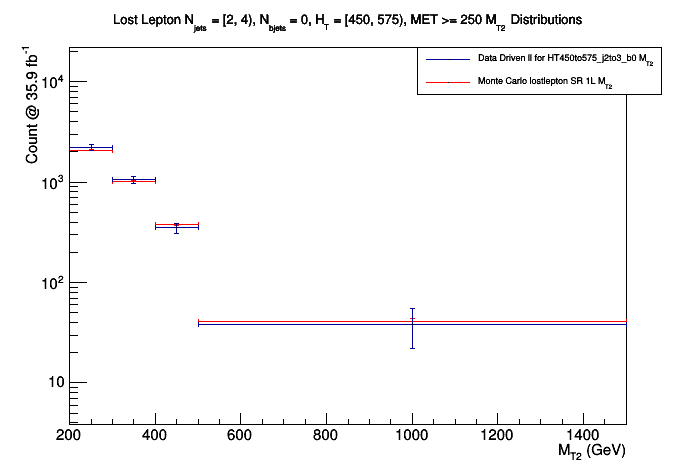 Lost Lepton N_jets = [2, 4), N_bjets = 0, H_T = [450, 575), MET >= 250 M_T2 Distributions
Data Driven II for HT450to575_j2to3_b0 M_T2
Monte Carlo lostlepton SR 1L M_T2
Count @ 35.9 fb^-1
10^4
10^3
10^2
10
200 400 600 800 1000 1200 1400
M_T2 (GeV)